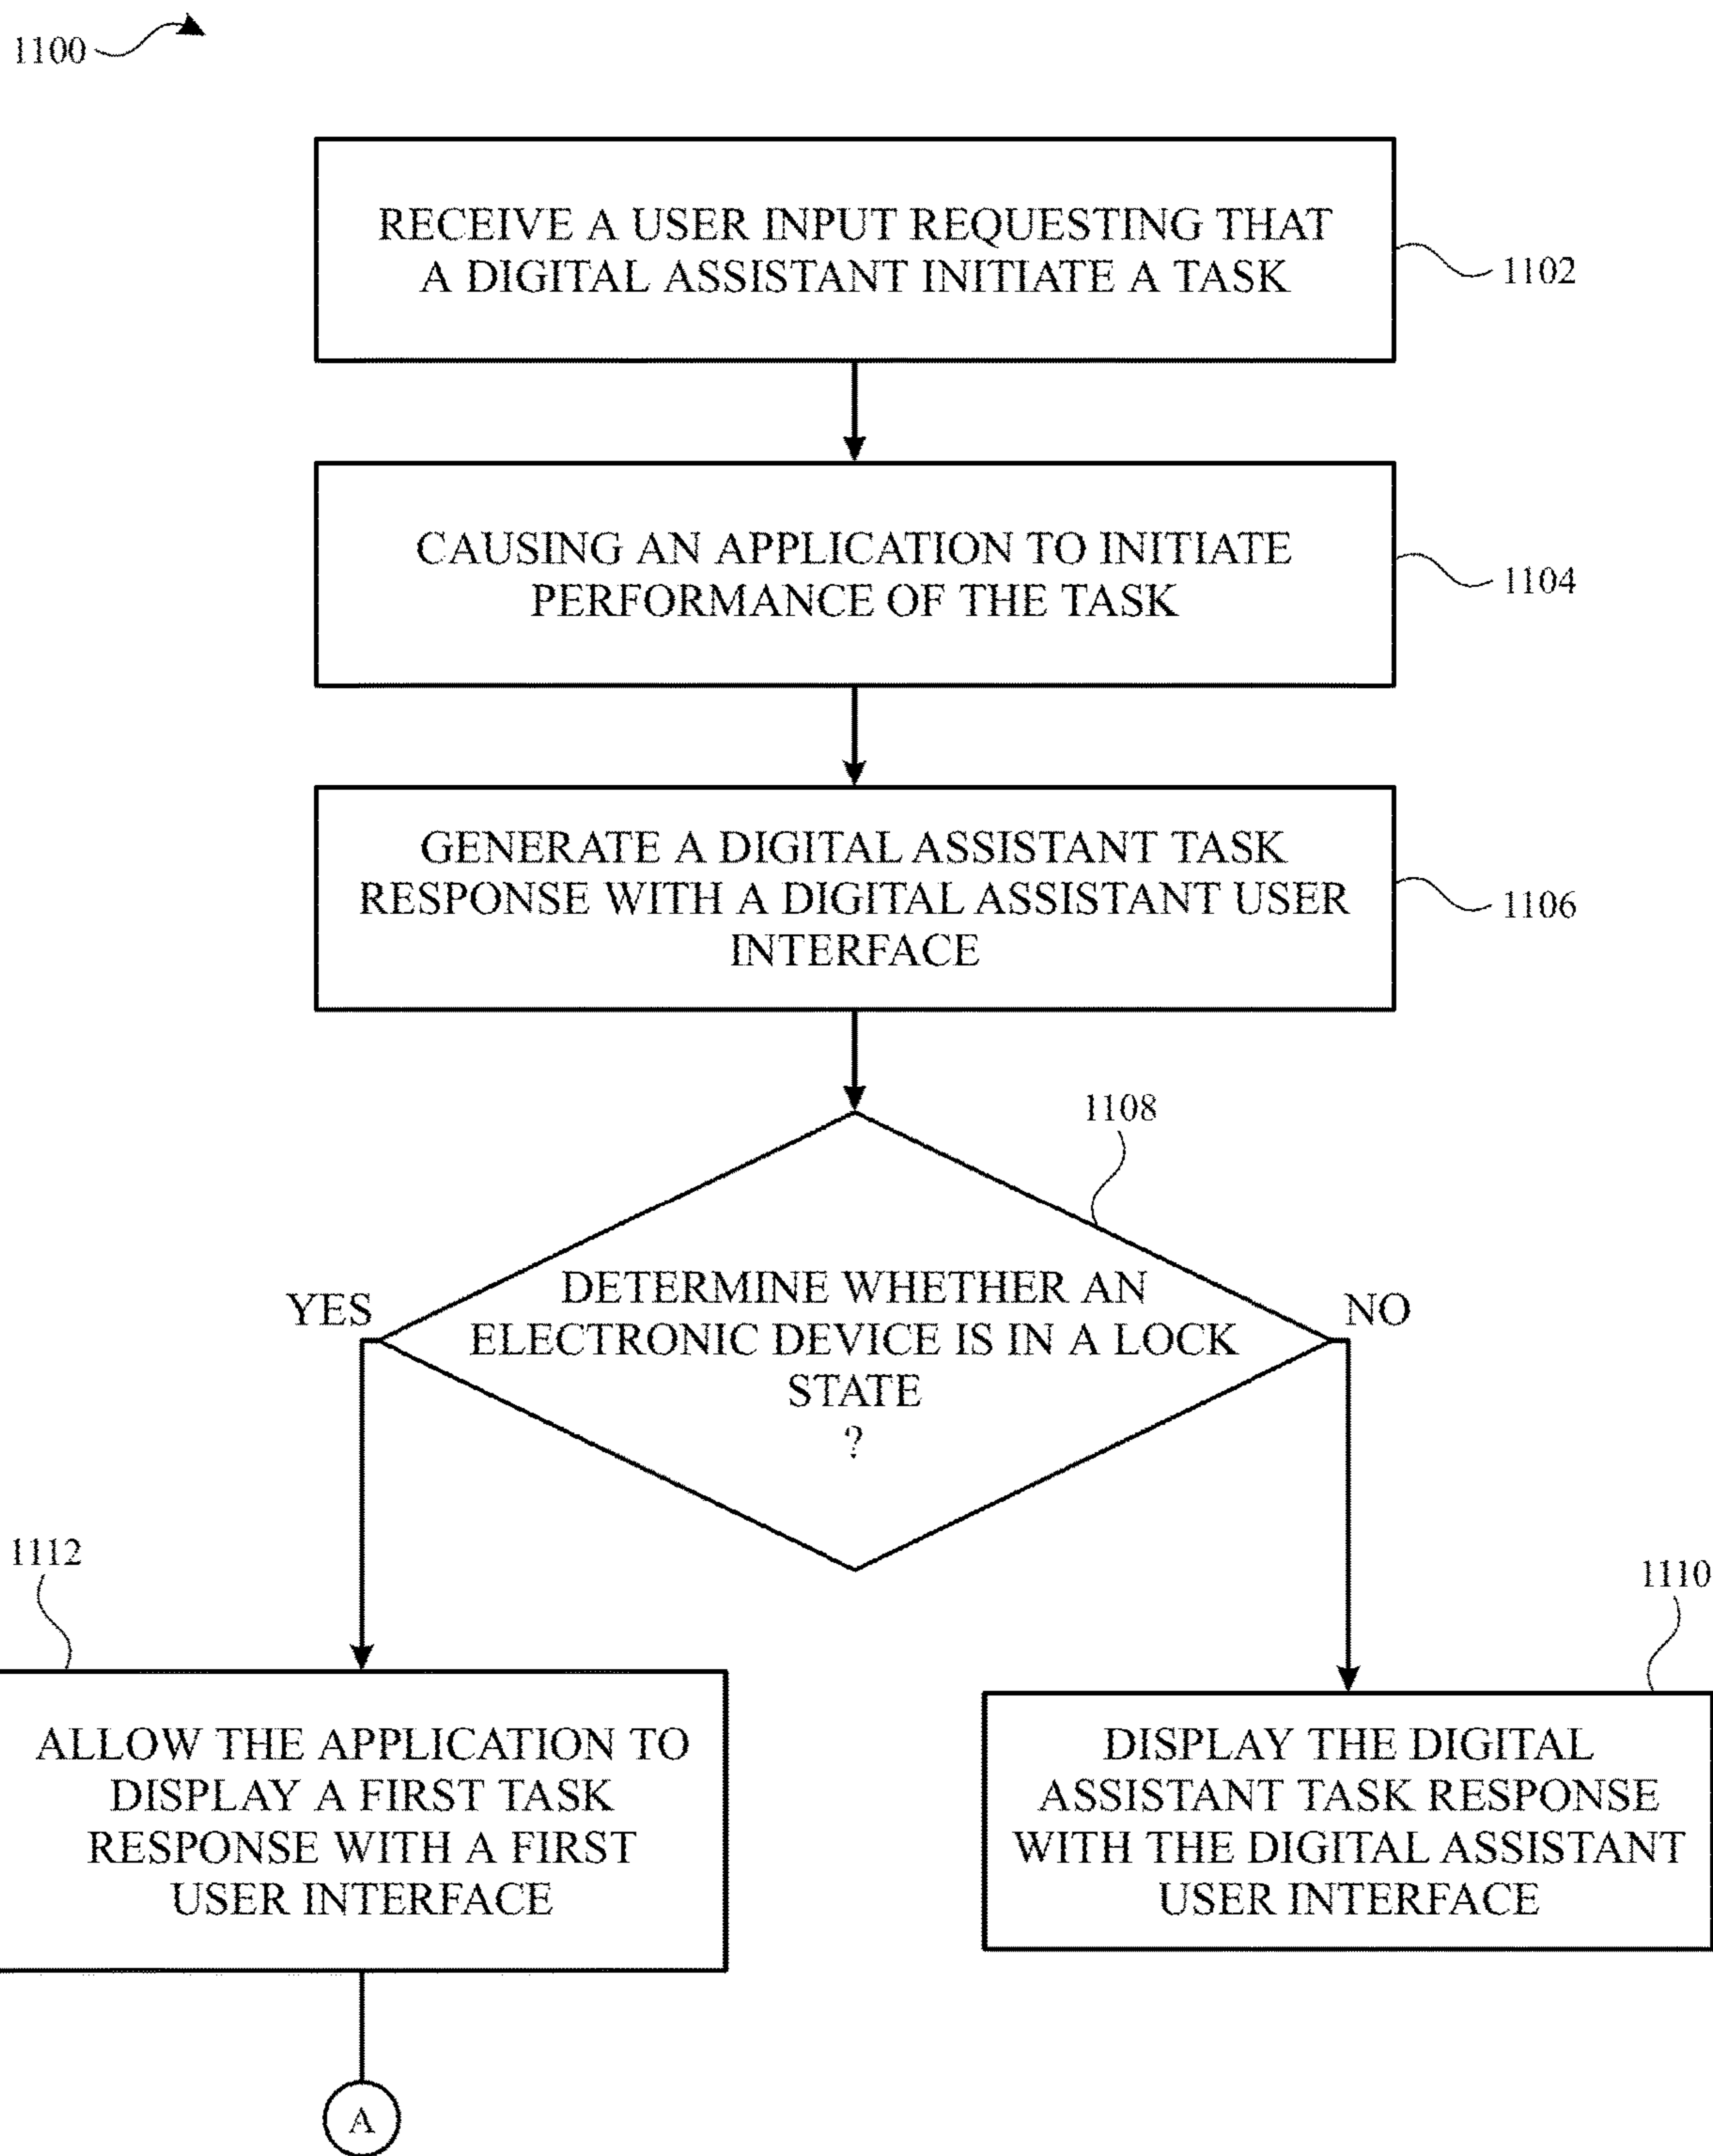 1100
RECEIVE A USER INPUT REQUESTING THAT
A DIGITAL ASSISTANT INITIATE A TASK
1102
CAUSING AN APPLICATION TO INITIATE
PERFORMANCE OF THE TASK
1104
GENERATE A DIGITAL ASSISTANT TASK
RESPONSE WITH A DIGITAL ASSISTANT USER
INTERFACE
1106
1108
DETERMINE WHETHER AN
ELECTRONIC DEVICE IS IN A LOCK
STATE
?
YES
NO
1112
ALLOW THE APPLICATION TO
DISPLAY A FIRST TASK
RESPONSE WITH A FIRST
USER INTERFACE
1110
DISPLAY THE DIGITAL
ASSISTANT TASK RESPONSE
WITH THE DIGITAL ASSISTANT
USER INTERFACE
A